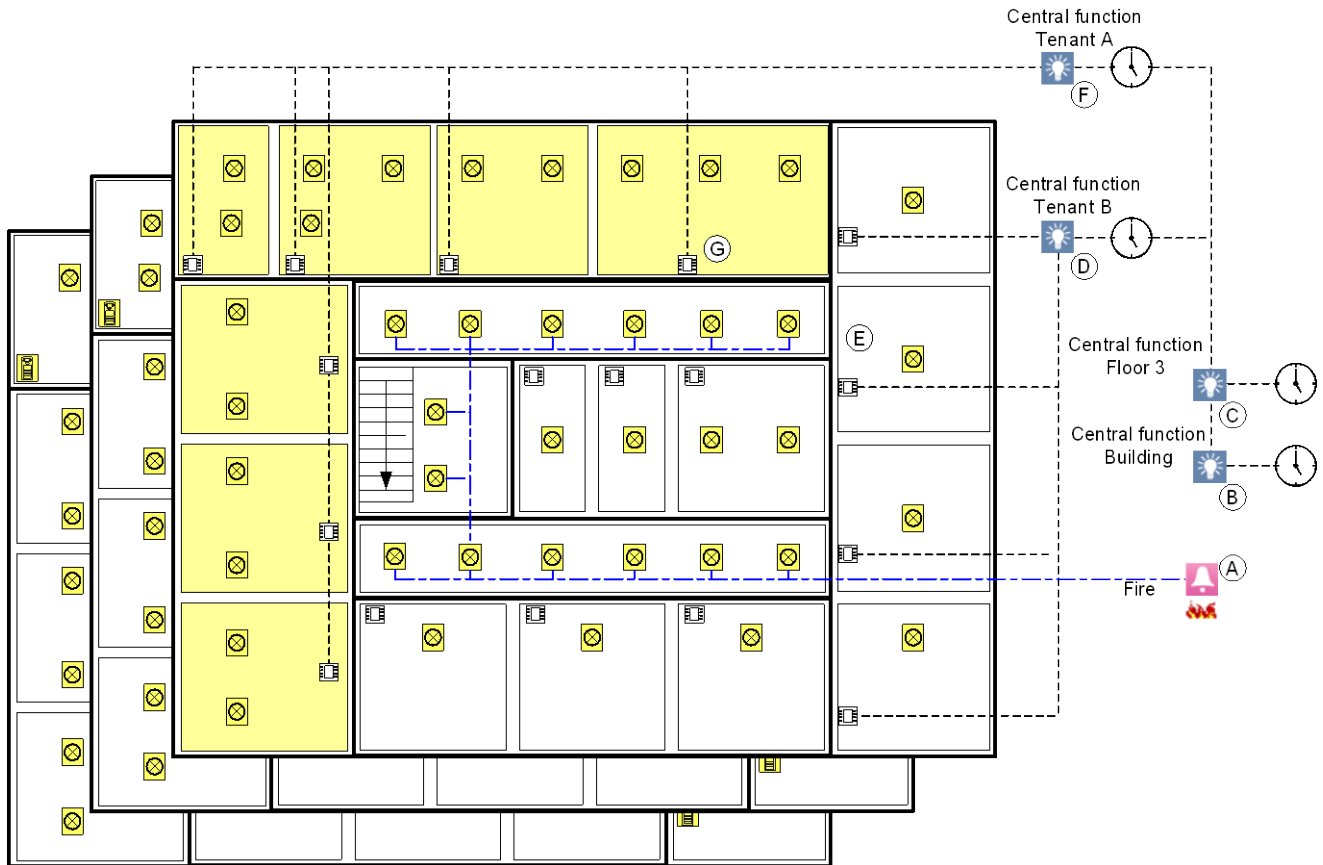 Central function
Tenant A
F
Central function
Tenant B
G
D
E
Central function
Floor 3
C
Central function
Building
B
A
Fire